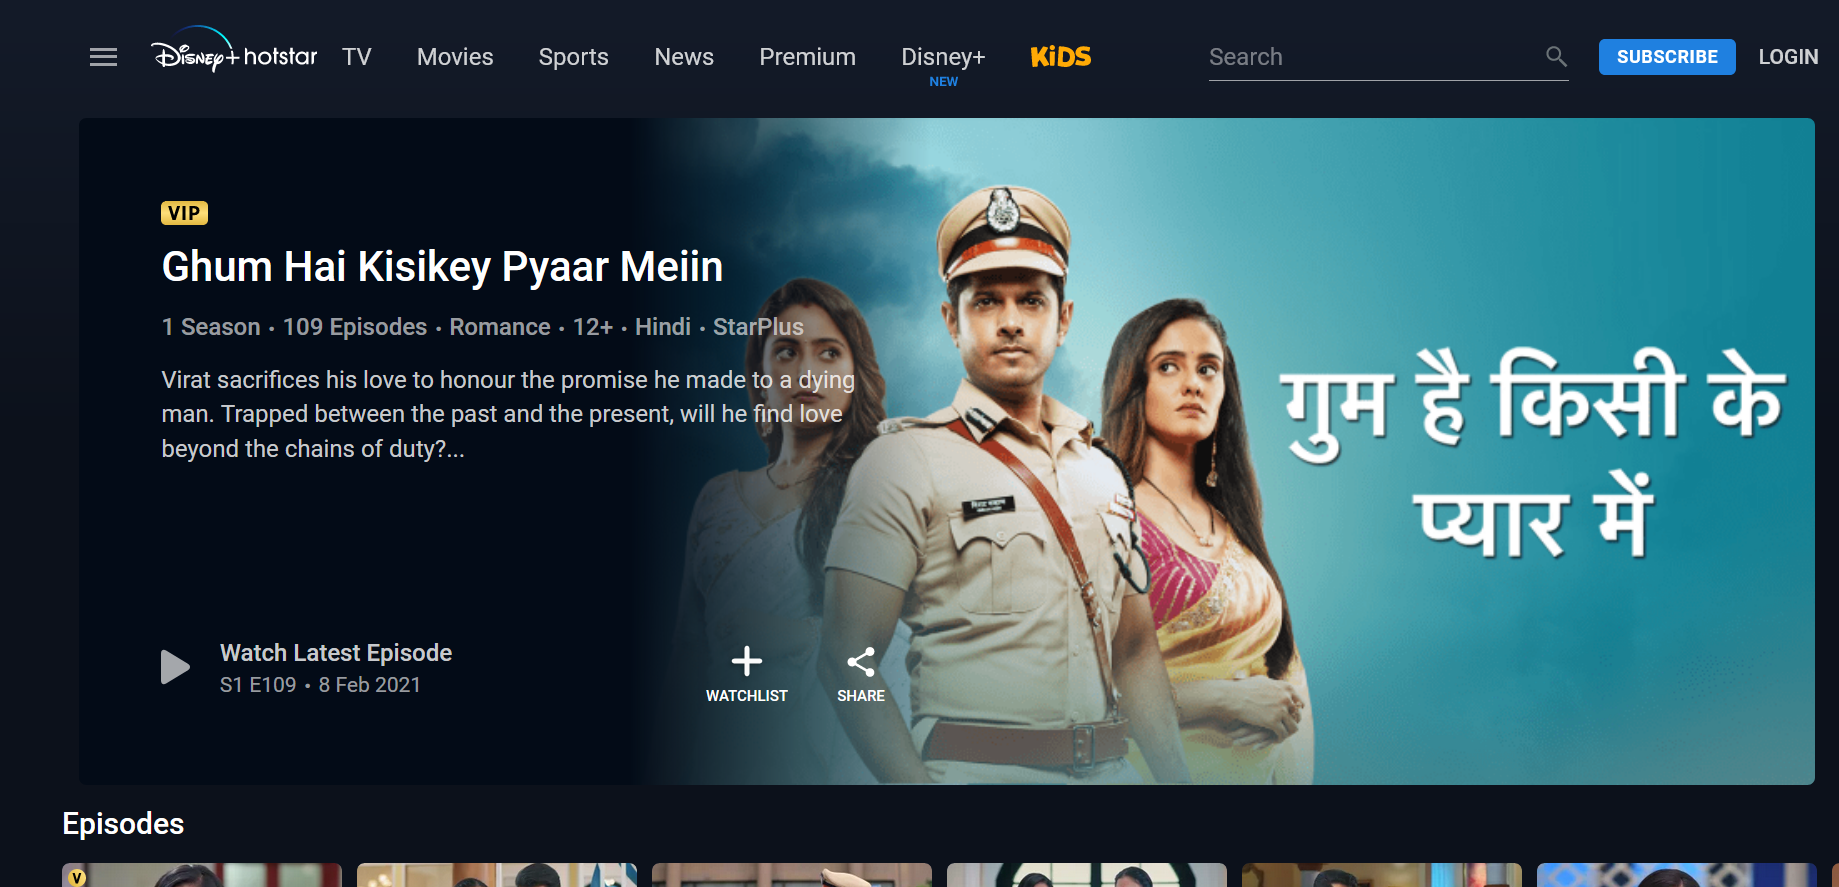 Disney+ hotstar TV Movies Sports News Premium Disney+ KiDS Search SUBSCRIBE LOGIN
NEW
VIP
Ghum Hai Kisikey Pyaar Meiin
1 Season • 109 Episodes • Romance • 12+ • Hindi • StarPlus
Virat sacrifices his love to honour the promise he made to a dying
man. Trapped between the past and the present, will he find love
beyond the chains of duty?...
गुम है किसी के
प्यार में
Watch Latest Episode
S1 E109 • 8 Feb 2021
WATCHLIST
SHARE
Episodes
V